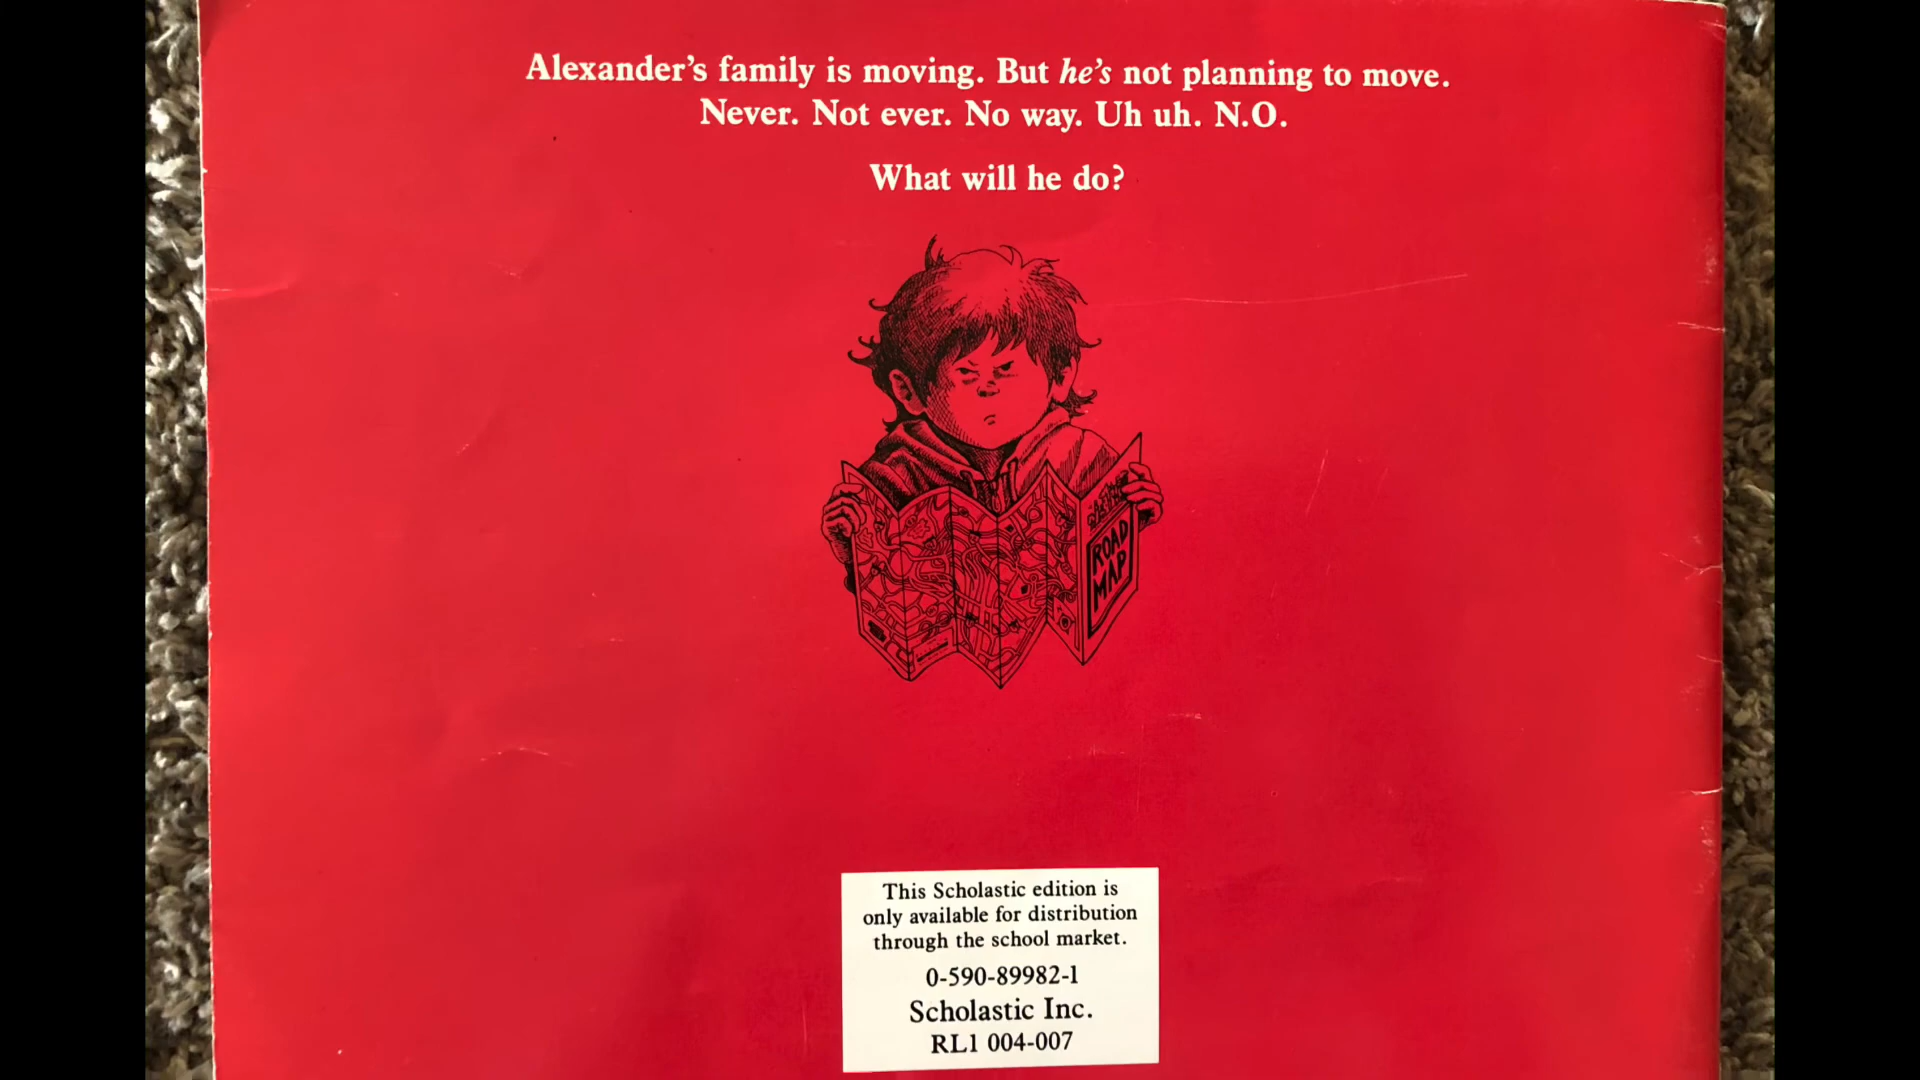 Alexander's family is moving. But he's not planning to move.
Never. Not ever. No way. Uh uh. N.O.
What will he do?
ROAD
MAP
This Scholastic edition is
only available for distribution
through the school market.
0-590-89982-1
Scholastic Inc.
RL1 004-007